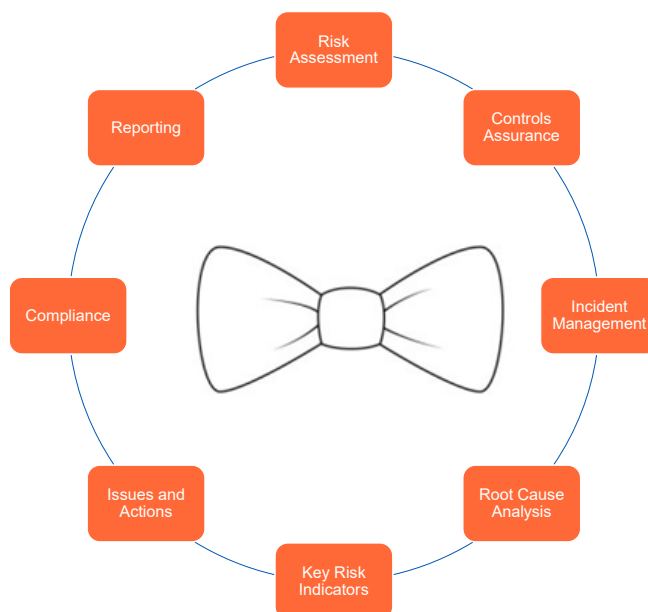 Risk
Assessment
Controls
Assurance
Incident
Management
Root Cause
Analysis
Key Risk
Indicators
Issues and
Actions
Compliance
Reporting